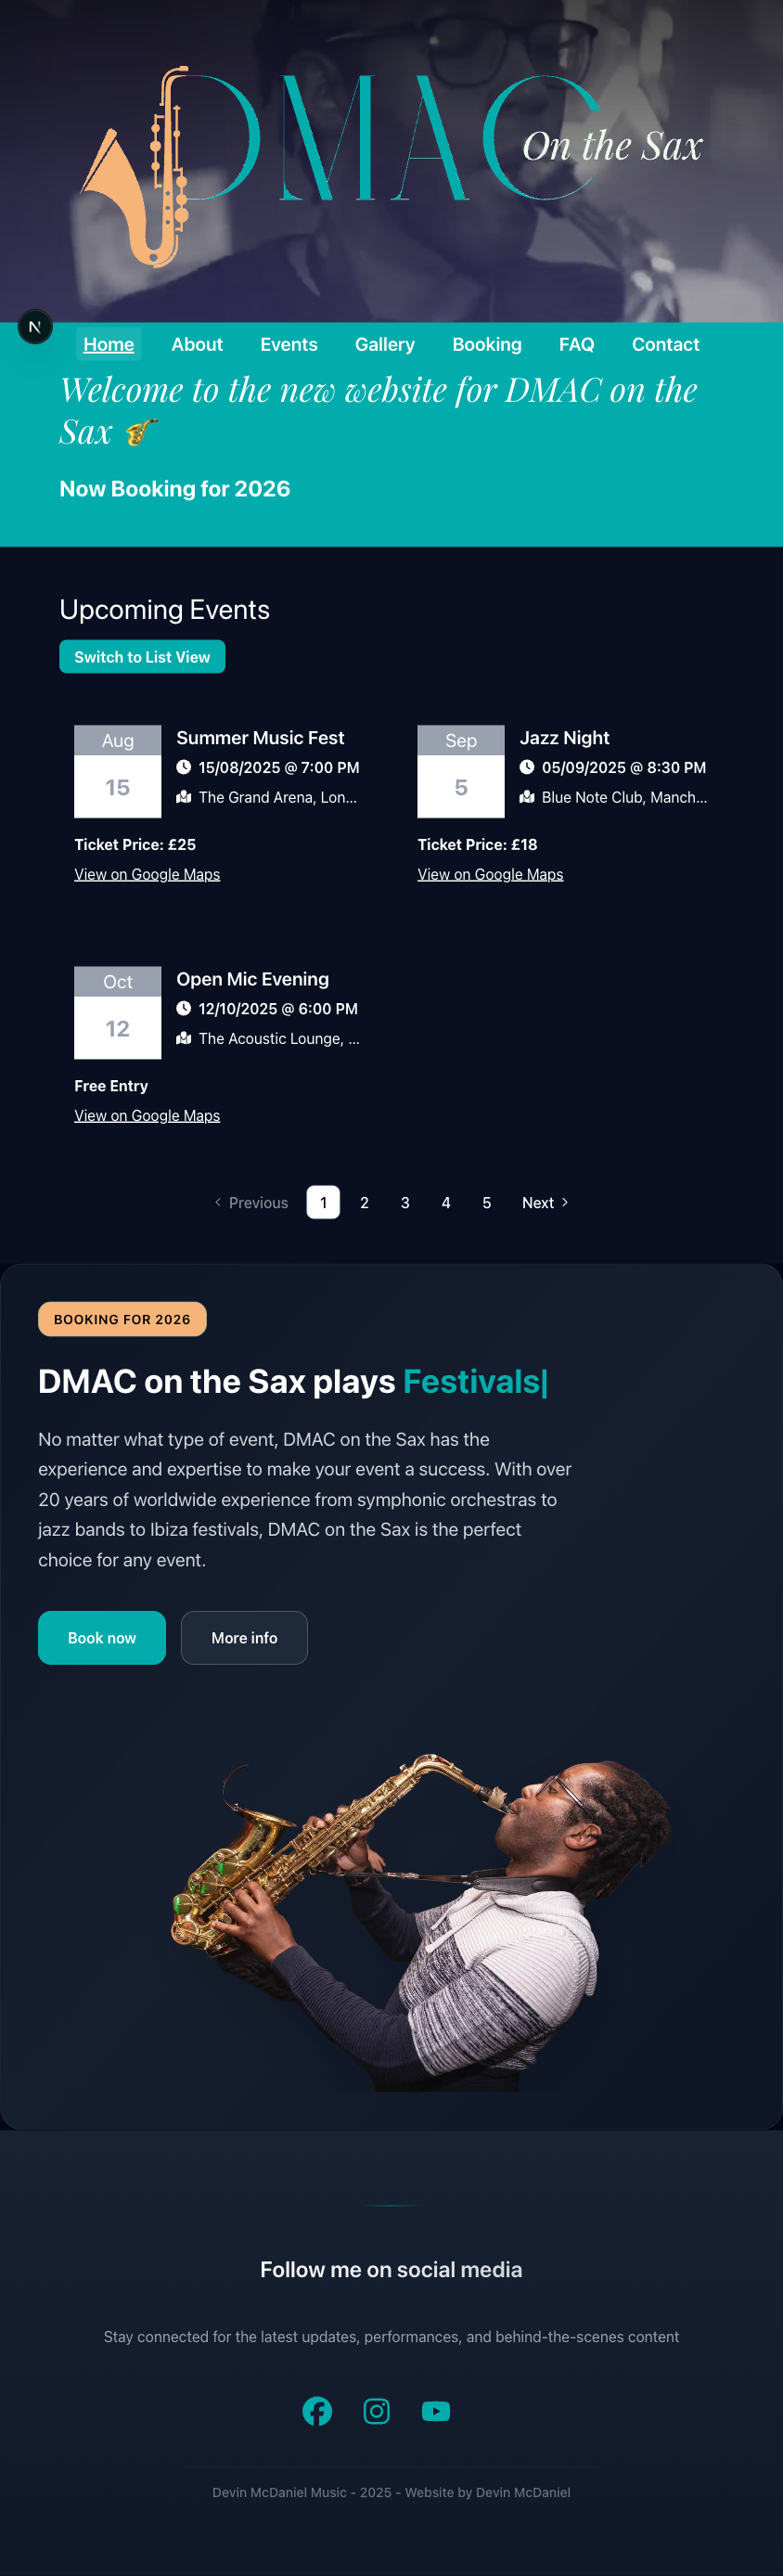 DMAC
On the Sax
N
Home About Events Gallery Booking FAQ Contact
Welcome to the new website for DMAC on the
Sax 🎷
Now Booking for 2026
Upcoming Events
Switch to List View
Aug
15
Summer Music Fest
15/08/2025 @ 7:00 PM
The Grand Arena, Lon...
Ticket Price: £25
View on Google Maps
Sep
5
Jazz Night
05/09/2025 @ 8:30 PM
Blue Note Club, Manch...
Ticket Price: £18
View on Google Maps
Oct
12
Open Mic Evening
12/10/2025 @ 6:00 PM
The Acoustic Lounge, ...
Free Entry
View on Google Maps
Previous 1 2 3 4 5 Next
BOOKING FOR 2026
DMAC on the Sax plays Festivals|
No matter what type of event, DMAC on the Sax has the
experience and expertise to make your event a success. With over
20 years of worldwide experience from symphonic orchestras to
jazz bands to Ibiza festivals, DMAC on the Sax is the perfect
choice for any event.
Book now More info
Follow me on social media
Stay connected for the latest updates, performances, and behind-the-scenes content
Devin McDaniel Music - 2025 - Website by Devin McDaniel